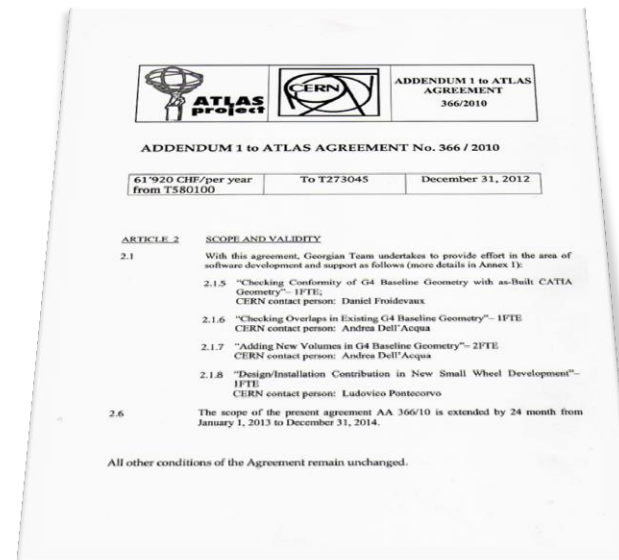 ATLAS
project
CERN
ADDENDUM 1 to ATLAS
AGREEMENT
366/2010
ADDENDUM 1 to ATLAS AGREEMENT No. 366 / 2010
61'920 CHF/per year
from T580100
To T273045
December 31, 2012
ARTICLE 2 SCOPE AND VALIDITY
2.1 With this agreement, Georgian Team undertakes to provide effort in the area of
software development and support as follows (more details in Annex 1):
2.1.5 "Checking Conformity of G4 Baseline Geometry with as-Built CATIA
Geometry"– 1FTE;
CERN contact person: Daniel Froidevaux
2.1.6 "Checking Overlaps in Existing G4 Baseline Geometry"– 1FTE
CERN contact person: Andrea Dell'Acqua
2.1.7 "Adding New Volumes in G4 Baseline Geometry"– 2FTE
CERN contact person: Andrea Dell'Acqua
2.1.8 "Design/Installation Contribution in New Small Wheel Development"–
1FTE
CERN contact person: Ludovico Pontecorvo
2.6 The scope of the present agreement AA 366/10 is extended by 24 month from
January 1, 2013 to December 31, 2014.
All other conditions of the Agreement remain unchanged.